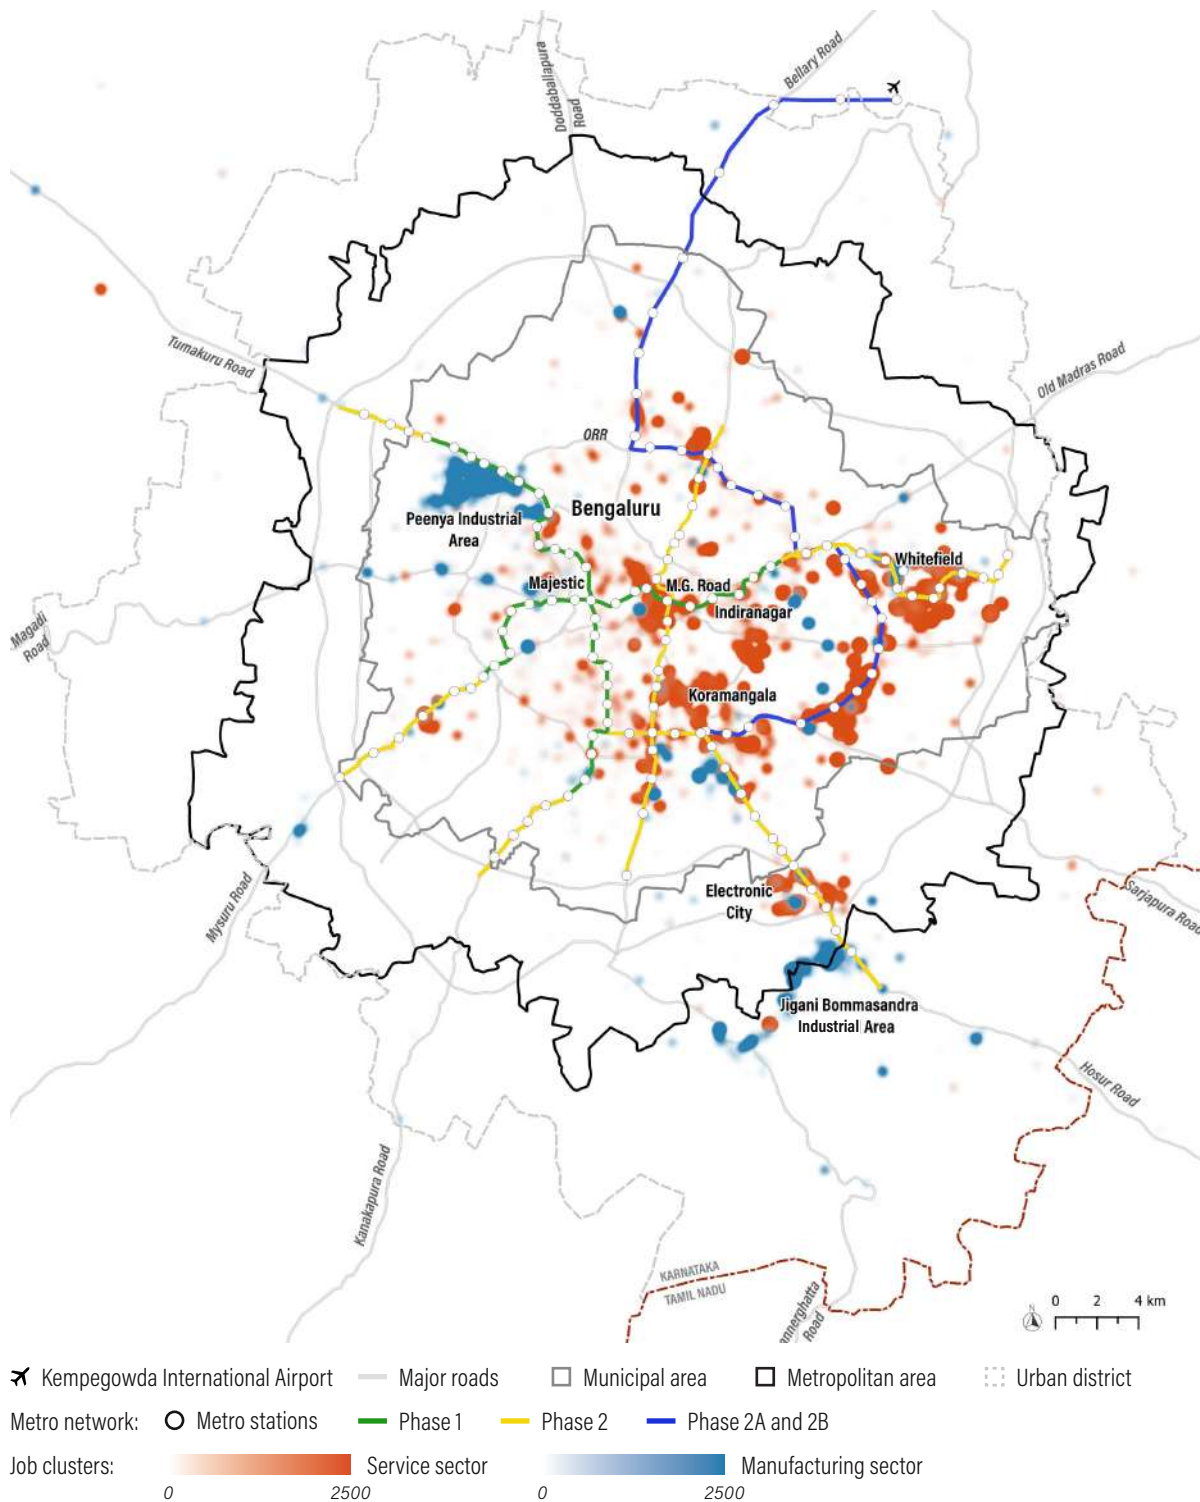 Doddaballapura
Road
Bellary Road
Tumakuru Road
Old Madras Road
ORR
Bengaluru
Peenya Industrial
Area
Whitefield
Majestic
M.G. Road
Indiranagar
Magadi
Road
Koramangala
Mysuru Road
Electronic
City
Sarjapura Road
Jigani Bommasandra
Industrial Area
Hosur Road
Kanakapura Road
KARNATAKA
TAMIL NADU
annerghatta
Road
N
0 2 4 km
Kempegowda International Airport Major roads Municipal area Metropolitan area Urban district
Metro network: Metro stations Phase 1 Phase 2 Phase 2A and 2B
Job clusters: Service sector Manufacturing sector
0 2500 0 2500